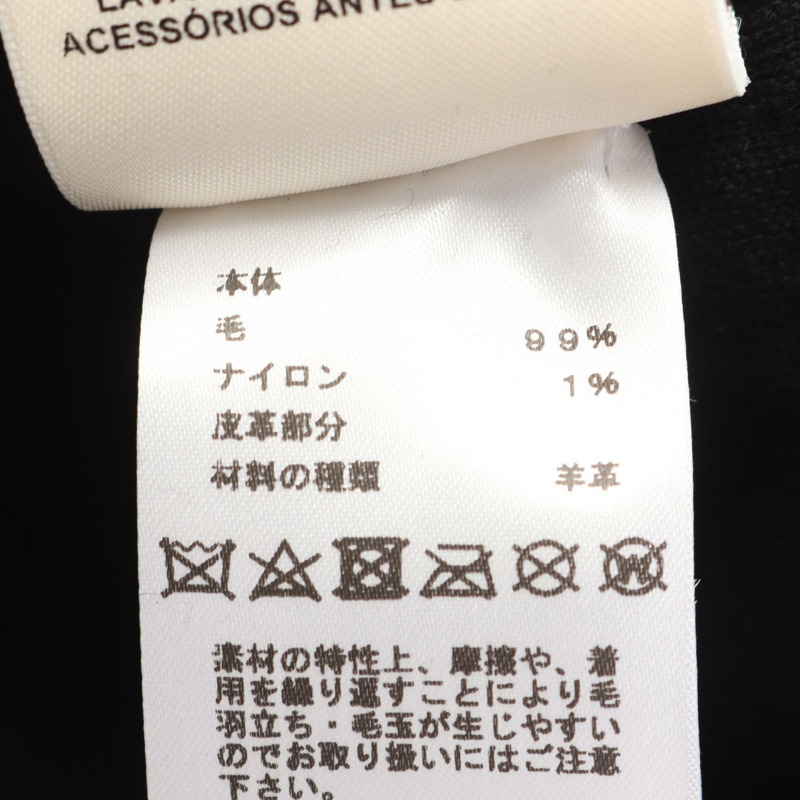 ACESSÓRIOS ANTES
本体
毛 99%
ナイロン 1%
皮革部分
材料の種類 羊革
素材の特性上、摩擦や、着
用を繰り返すことにより毛
羽立ち・毛玉が生じやすい
のでお取り扱いにはご注意
下さい。